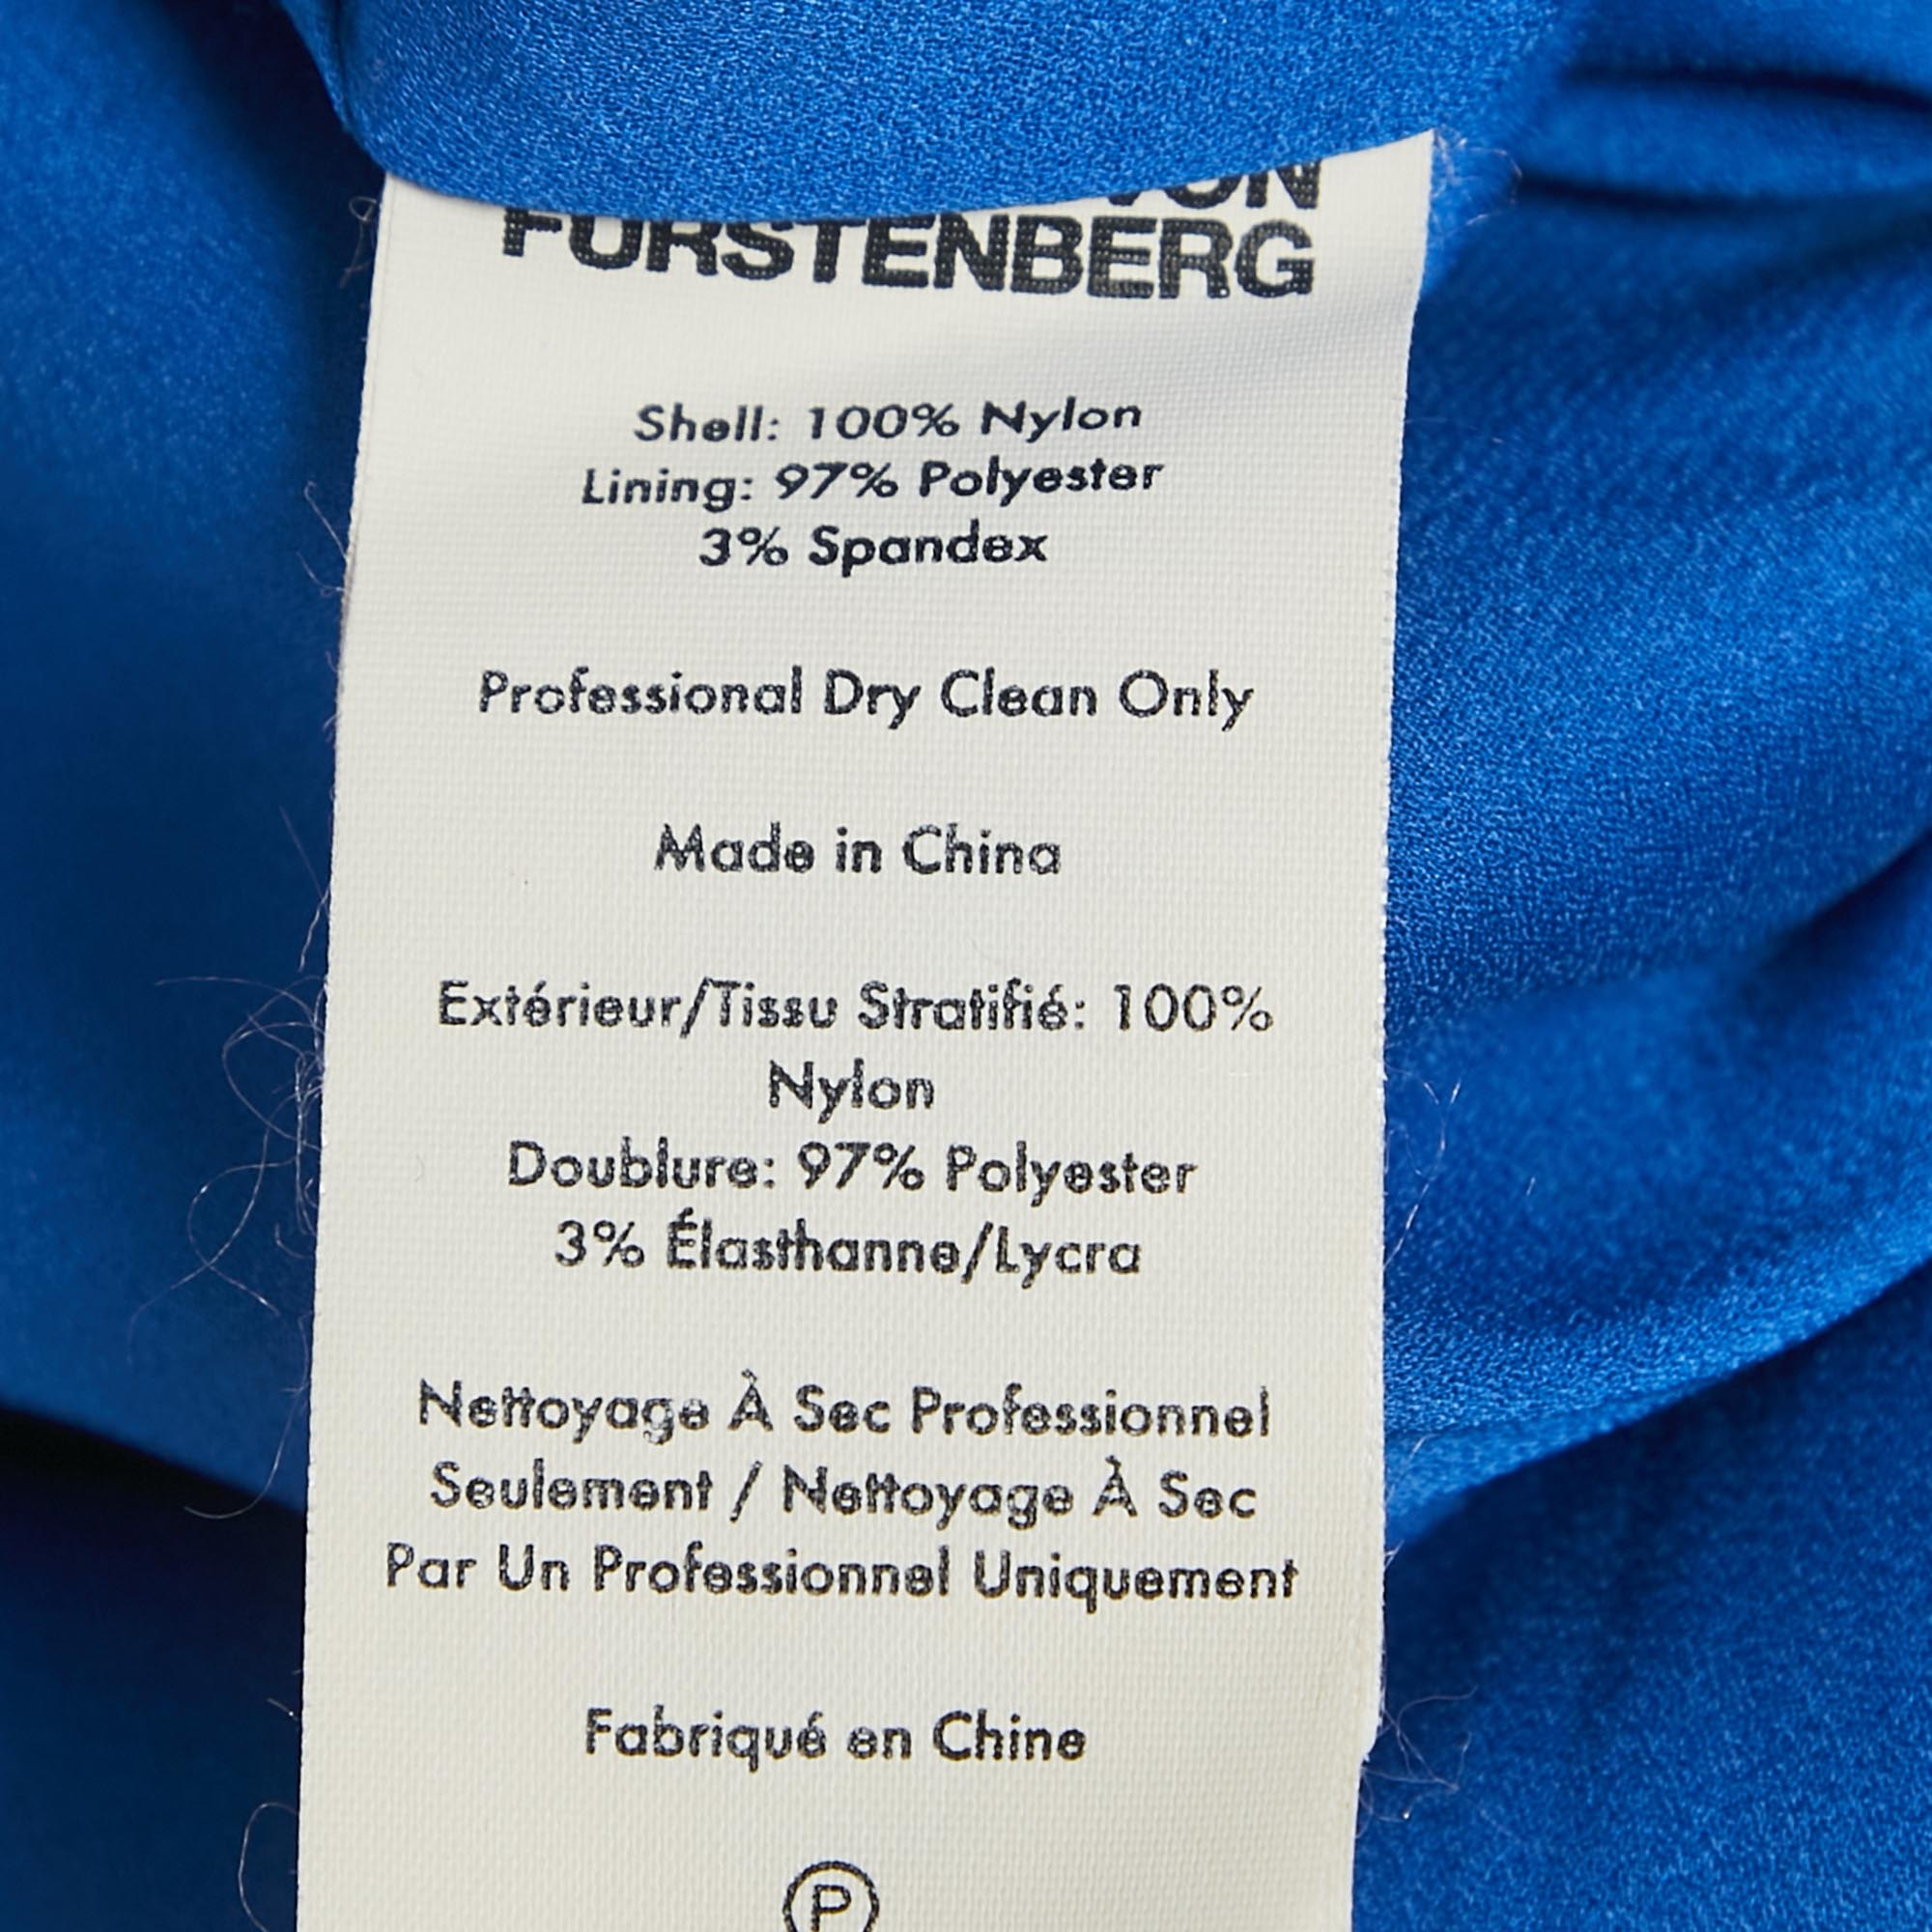 VON
FURSTENBERG
Shell: 100% Nylon
Lining: 97% Polyester
3% Spandex
Professional Dry Clean Only
Made in China
Extérieur/Tissu Stratifié: 100%
Nylon
Doublure: 97% Polyester
3% Élasthanne/Lycra
Nettoyage À Sec Professionnel
Seulement / Nettoyage À Sec
Par Un Professionnel Uniquement
Fabriqué en Chine
P